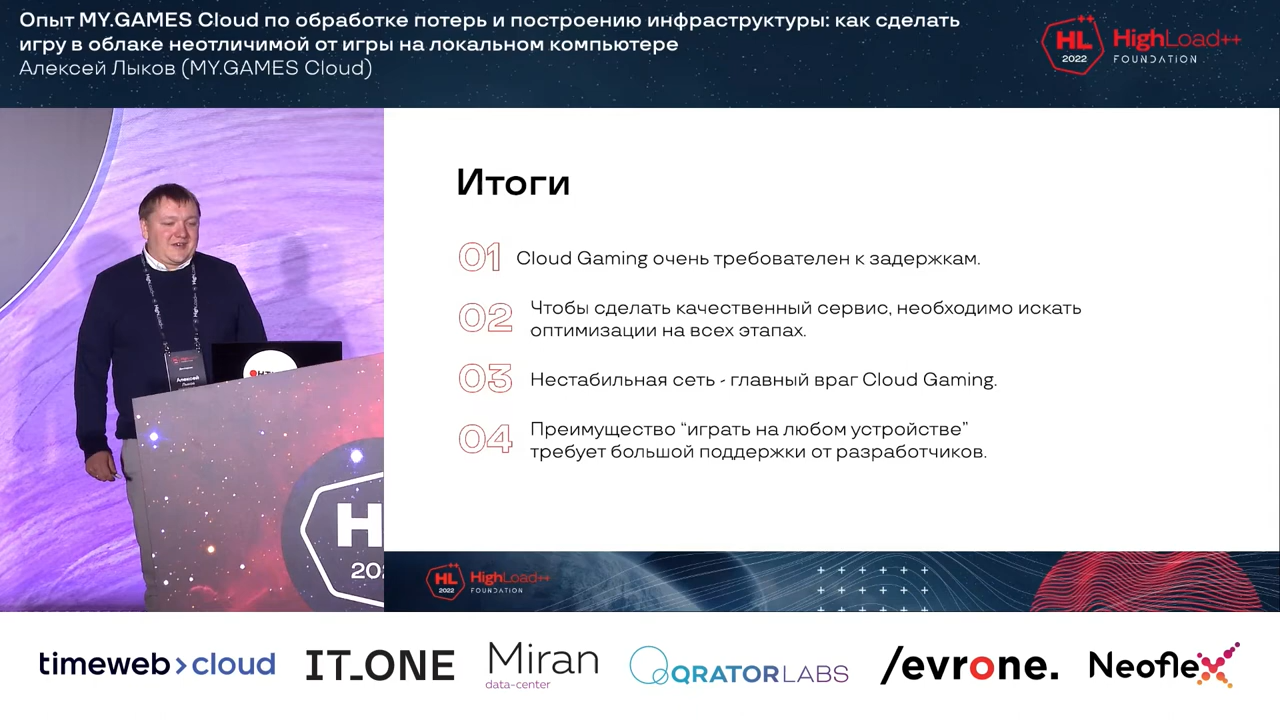 Опыт MY.GAMES Cloud по обработке потерь и построению инфраструктуры: как сделать
игру в облаке неотличимой от игры на локальном компьютере
Алексей Лыков (MY.GAMES Cloud)
HL
2022
HighLoad++
FOUNDATION
Итоги
01 Cloud Gaming очень требователен к задержкам.
02 Чтобы сделать качественный сервис, необходимо искать
оптимизации на всех этапах.
03 Нестабильная сеть - главный враг Cloud Gaming.
04 Преимущество “играть на любом устройстве”
требует большой поддержки от разработчиков.
Алексей
Лыков
HL
2022
HighLoad++
FOUNDATION
timeweb>cloud
IT_ONE
Miran
data-center
QRATORLABS
/evrone.
Neoflex